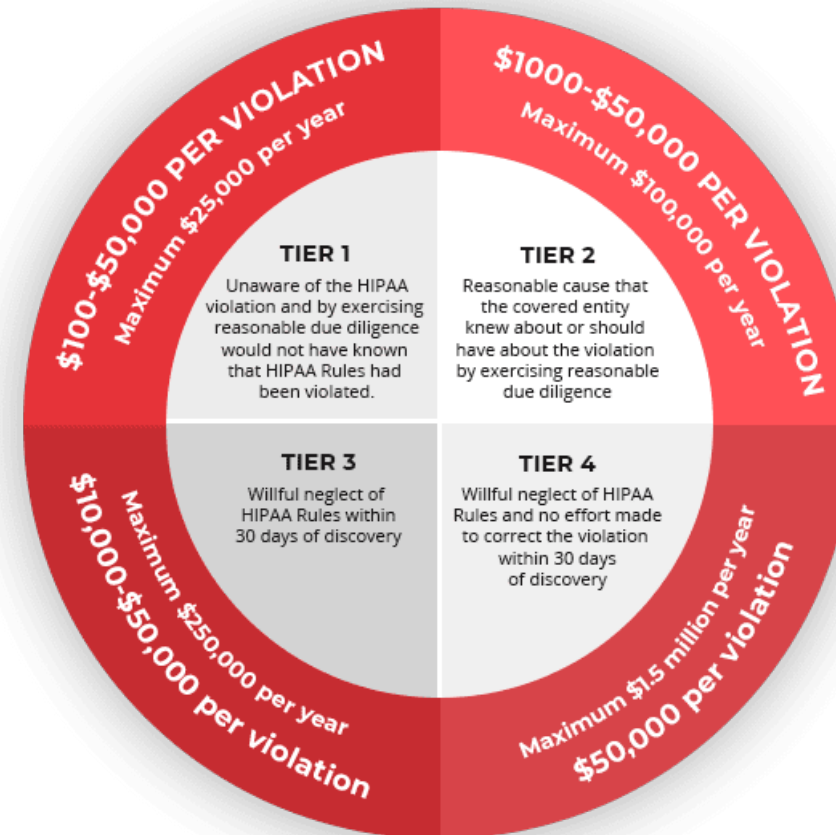 $100-$50,000 PER VIOLATION
Maximum $25,000 per year
$1000-$50,000 PER VIOLATION
Maximum $100,000 per year
TIER 1
Unaware of the HIPAA
violation and by exercising
reasonable due diligence
would not have known
that HIPAA Rules had
been violated.
TIER 2
Reasonable cause that
the covered entity
knew about or should
have about the violation
by exercising reasonable
due diligence
TIER 3
Willful neglect of
HIPAA Rules within
30 days of discovery
TIER 4
Willful neglect of HIPAA
Rules and no effort made
to correct the violation
within 30 days
of discovery
Maximum $250,000 per year
$10,000-$50,000 per violation
Maximum $1.5 million per year
$50,000 per violation